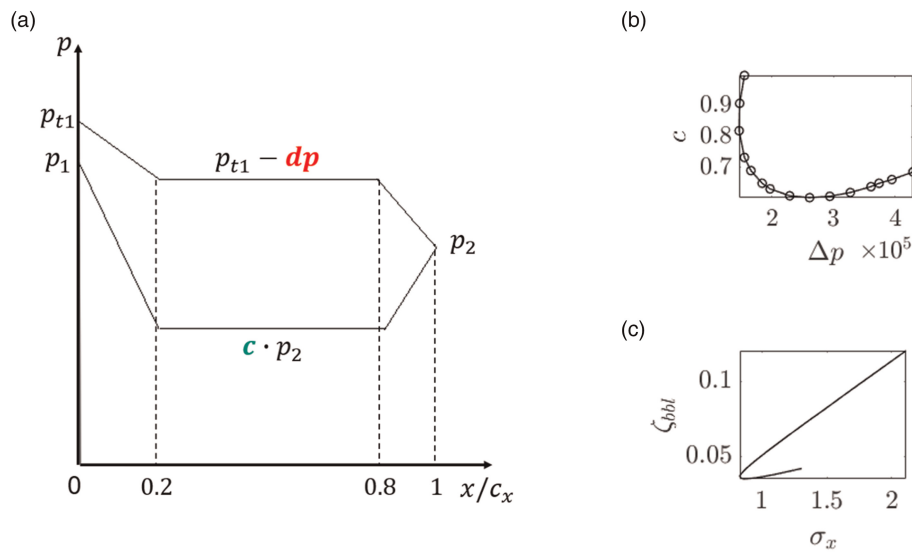 (a)
p
p_{t1}
p_1
p_{t1} − dp
p_2
c · p_2
0 0.2 0.8 1 x/c_x
(b)
c
0.9
0.8
0.7
2 3 4
Δp ×10^5
(c)
ζ_{bbl}
0.1
0.05
1 1.5 2
σ_x